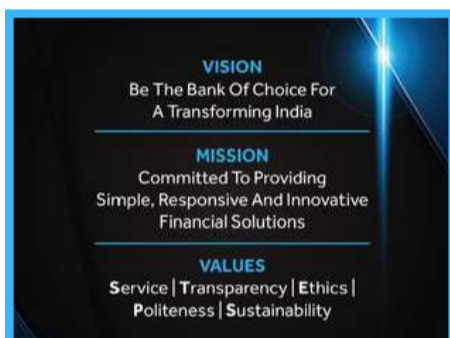 VISION
Be The Bank Of Choice For
A Transforming India
MISSION
Committed To Providing
Simple, Responsive And Innovative
Financial Solutions
VALUES
Service | Transparency | Ethics |
Politeness | Sustainability